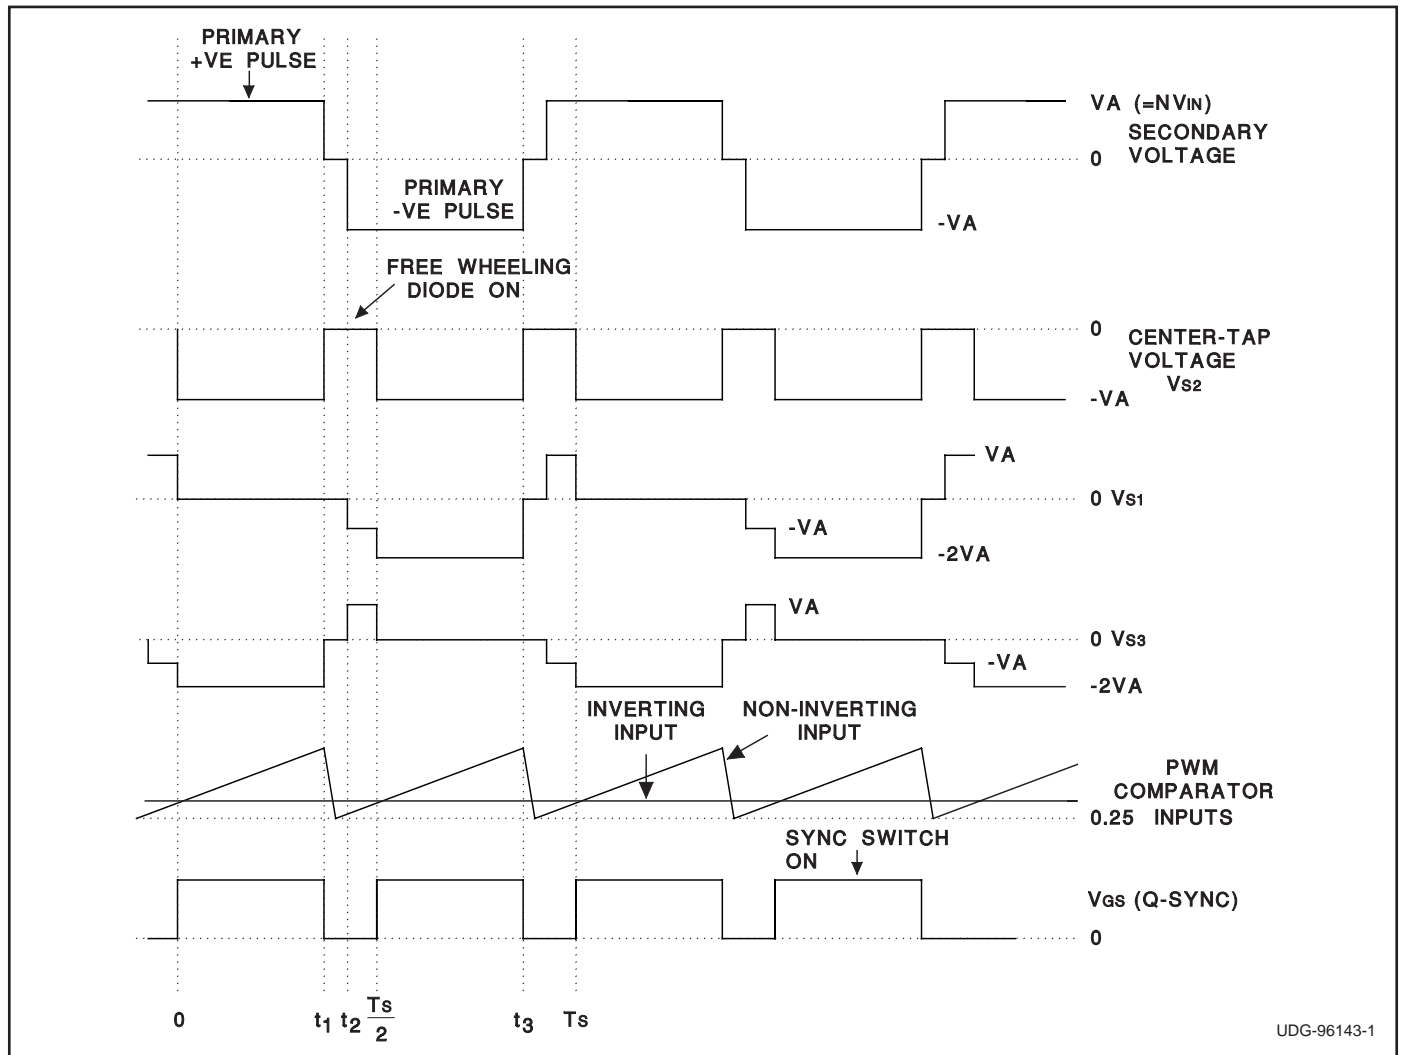 PRIMARY
+VE PULSE
VA (=NVIN)
SECONDARY
0 VOLTAGE
PRIMARY
-VE PULSE
-VA
FREE WHEELING
DIODE ON
0
CENTER-TAP
VOLTAGE
VS2
-VA
VA
0 VS1
-VA
-2VA
VA
0 VS3
-VA
-2VA
INVERTING
INPUT
NON-INVERTING
INPUT
PWM
COMPARATOR
0.25 INPUTS
SYNC SWITCH
ON
VGS (Q-SYNC)
0
0 t1 t2 Ts/2 t3 Ts
UDG-96143-1